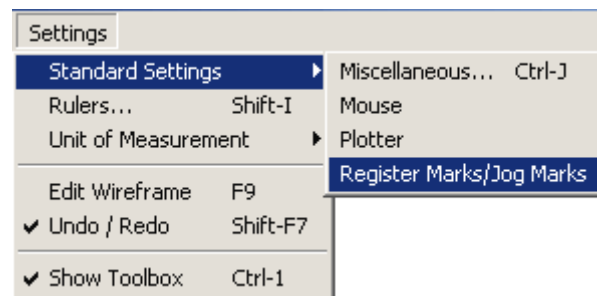 Settings
Standard Settings
Miscellaneous... Ctrl-J
Rulers... Shift-I
Mouse
Unit of Measurement
Plotter
Register Marks/Jog Marks
Edit Wireframe F9
Undo / Redo Shift-F7
Show Toolbox Ctrl-1